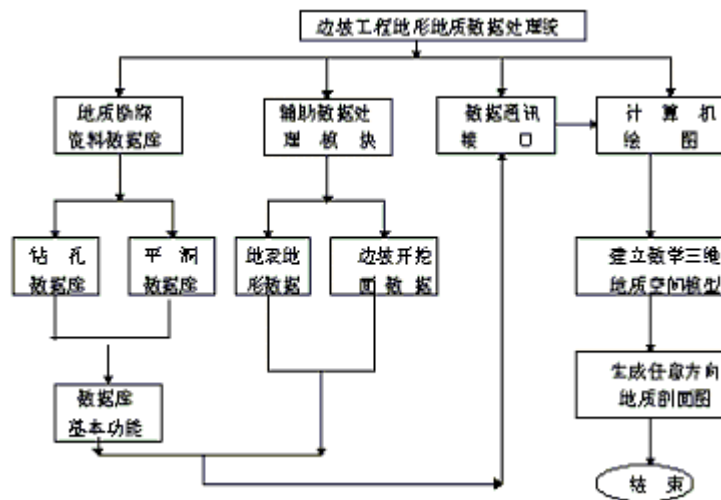 边坡工程地形地质数据处理统
地质勘探
资料数据库
辅助数据处
理 模 块
数据通讯
接 口
计 算 机
绘 图
钻 孔
数据库
平 洞
数据库
地表地
形数据
边坡开挖
面 数 据
建立数学三维
地质空间模型
数据库
基本功能
生成任意方向
地质剖面图
结 束